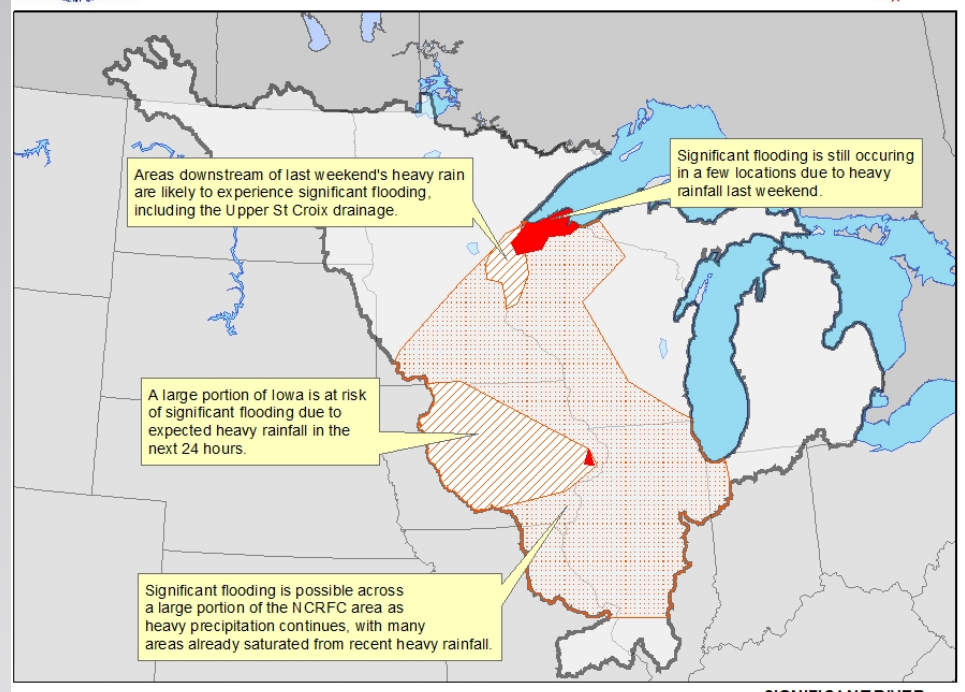 Significant flooding is still occuring
in a few locations due to heavy
rainfall last weekend.
Areas downstream of last weekend's heavy rain
are likely to experience significant flooding,
including the Upper St Croix drainage.
A large portion of Iowa is at risk
of significant flooding due to
expected heavy rainfall in the
next 24 hours.
Significant flooding is possible across
a large portion of the NCRFC area as
heavy precipitation continues, with many
areas already saturated from recent heavy rainfall.
SIGNIFICANT RIVER